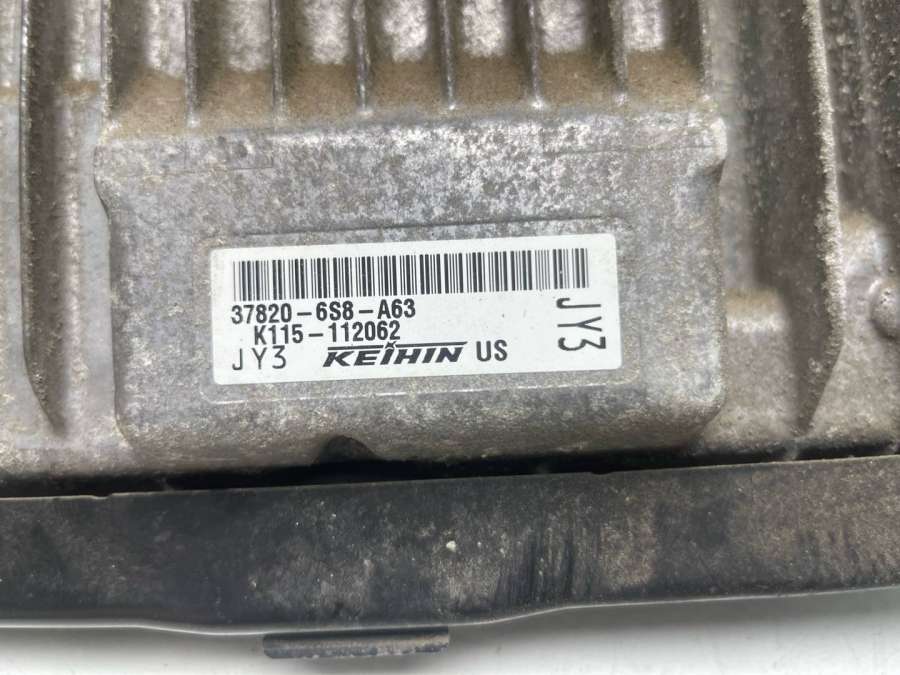 37820-6S8-A63
K115-112062
JY3 KEIHIN US
JY3